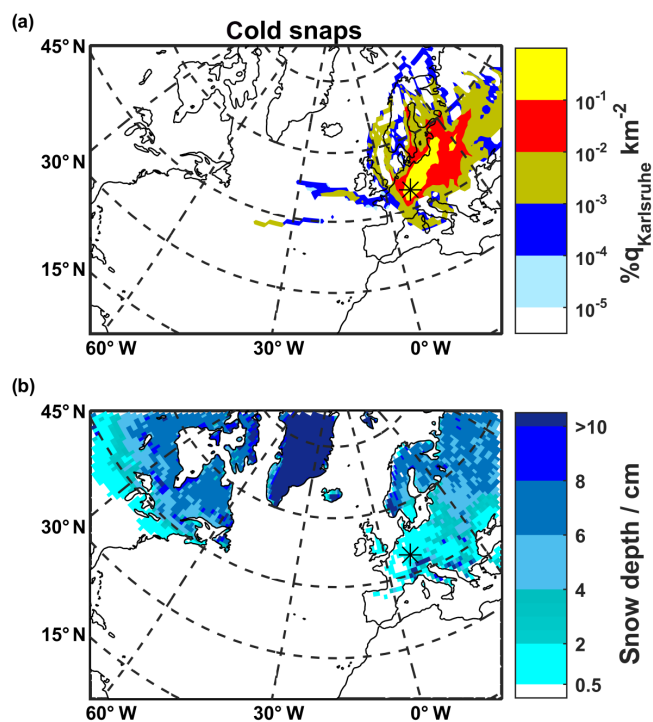 (a)
Cold snaps
45° N
30° N
15° N
60° W
30° W
0° W
10⁻¹
10⁻²
10⁻³
10⁻⁴
10⁻⁵
%qKarlsruhe km⁻²
(b)
45° N
30° N
15° N
60° W
30° W
0° W
>10
8
6
4
2
0.5
Snow depth / cm